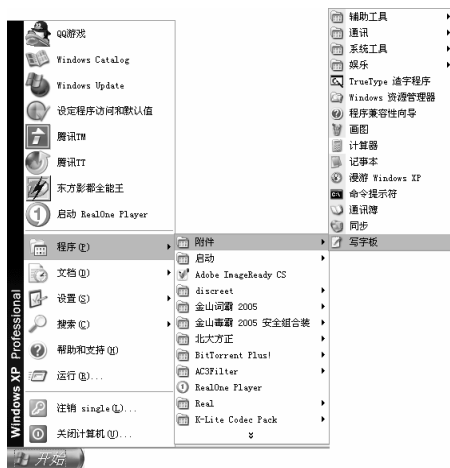 QQ游戏
Windows Catalog
Windows Update
设定程序访问和默认值
腾讯TM
腾讯TT
东方影都全能王
启动 RealOne Player
程序(P)
文档(D)
设置(S)
搜索(C)
帮助和支持(H)
运行(R)...
注销 single(L)...
关闭计算机(U)...
Windows XP Professional
开始
附件
启动
Adobe ImageReady CS
discreet
金山词霸 2005
金山毒霸 2005 安全组合装
北大方正
BitTorrent Plus!
AC3Filter
RealOne Player
Real
K-Lite Codec Pack
辅助工具
通讯
系统工具
娱乐
TrueType 造字程序
Windows 资源管理器
程序兼容性向导
画图
计算器
记事本
漫游 Windows XP
命令提示符
通讯簿
同步
写字板